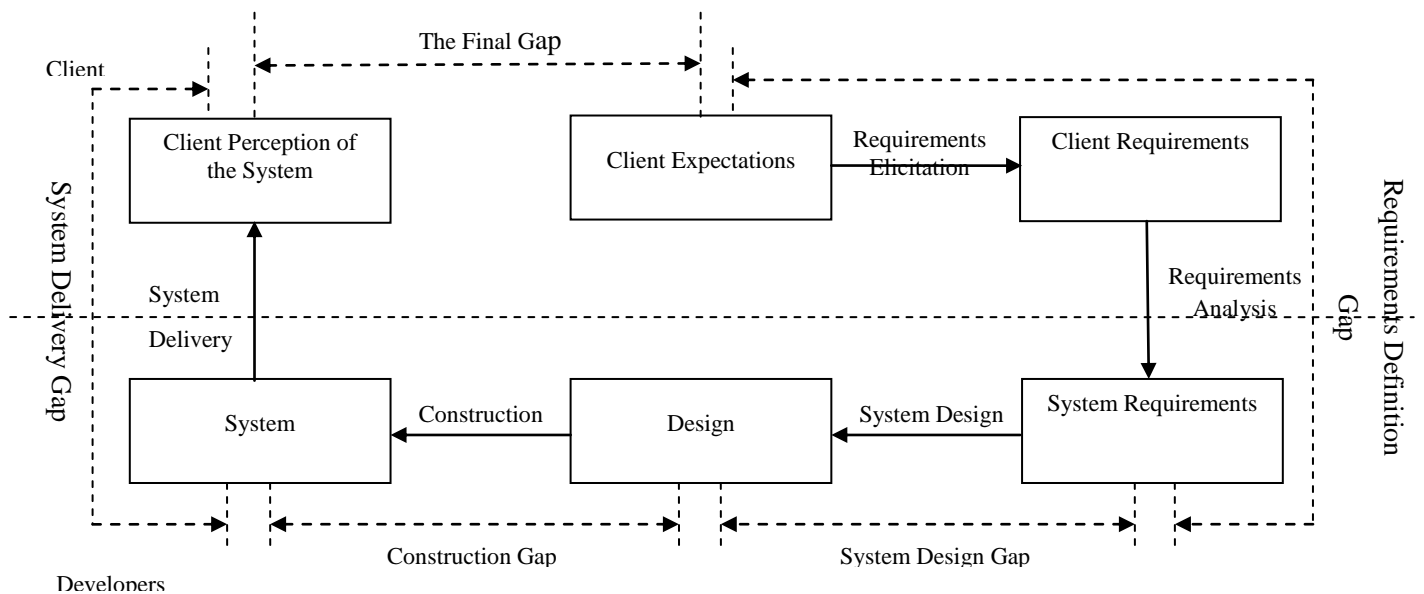 The Final Gap
Client
Client Perception of
the System
Client Expectations
Requirements
Elicitation
Client Requirements
System Delivery Gap
Requirements Definition
Gap
System
Delivery
Requirements
Analysis
System
Construction
Design
System Design
System Requirements
Construction Gap
System Design Gap
Developers